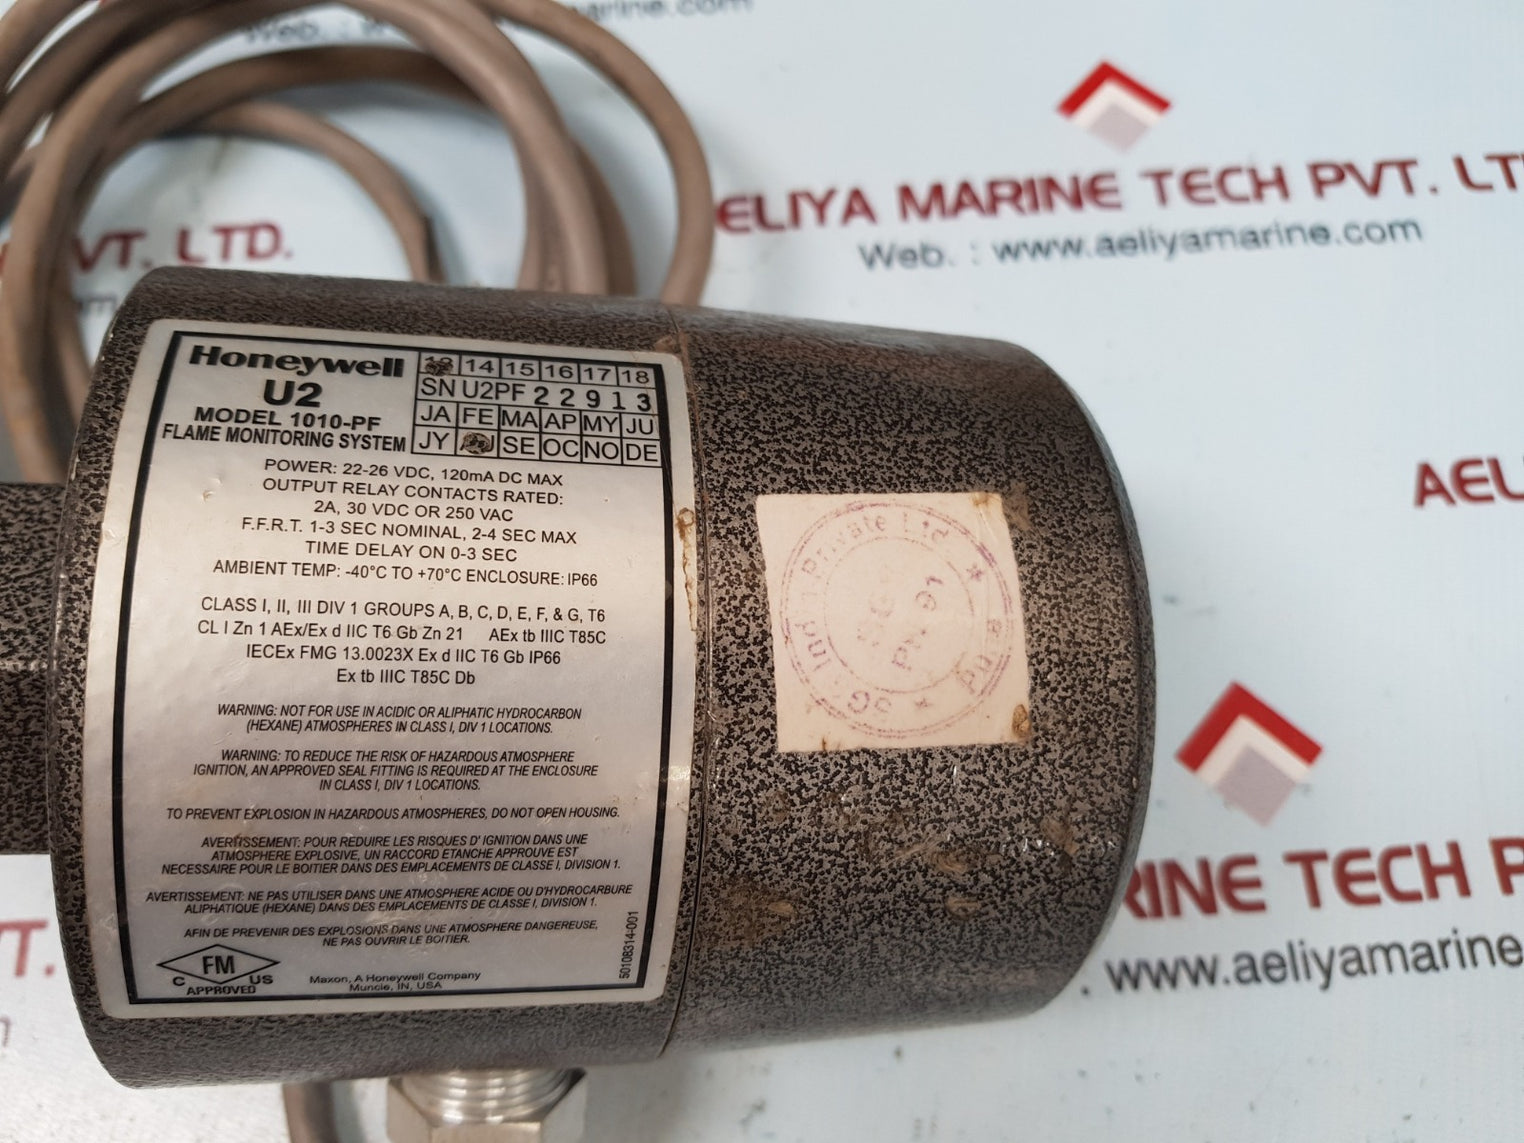 Web. :
marine.com
AELIYA MARINE TECH PVT. LT
Web. : www.aeliyamarine.com
VT. LTD.
Honeywell
U2
MODEL 1010-PF
FLAME MONITORING SYSTEM
14 15 16 17 18
SN U2PF 22913
JA FE MA AP MY JU
JY SE OC NO DE
POWER: 22-26 VDC, 120mA DC MAX
OUTPUT RELAY CONTACTS RATED:
2A, 30 VDC OR 250 VAC
F.F.R.T. 1-3 SEC NOMINAL, 2-4 SEC MAX
TIME DELAY ON 0-3 SEC
AMBIENT TEMP: -40°C TO +70°C ENCLOSURE: IP66
CLASS I, II, III DIV 1 GROUPS A, B, C, D, E, F, & G, T6
CL I Zn 1 AEx/Ex d IIC T6 Gb Zn 21 AEx tb IIIC T85C
IECEx FMG 13.0023X Ex d IIC T6 Gb IP66
Ex tb IIIC T85C Db
WARNING: NOT FOR USE IN ACIDIC OR ALIPHATIC HYDROCARBON
(HEXANE) ATMOSPHERES IN CLASS I, DIV 1 LOCATIONS.
WARNING: TO REDUCE THE RISK OF HAZARDOUS ATMOSPHERE
IGNITION, AN APPROVED SEAL FITTING IS REQUIRED AT THE ENCLOSURE
IN CLASS I, DIV 1 LOCATIONS.
TO PREVENT EXPLOSION IN HAZARDOUS ATMOSPHERES, DO NOT OPEN HOUSING.
AVERTISSEMENT: POUR REDUIRE LES RISQUES D' IGNITION DANS UNE
ATMOSPHERE EXPLOSIVE, UN RACCORD ETANCHE APPROUVE EST
NECESSAIRE POUR LE BOITIER DANS DES EMPLACEMENTS DE CLASSE I, DIVISION 1.
AVERTISSEMENT: NE PAS UTILISER DANS UNE ATMOSPHERE ACIDE OU D'HYDROCARBURE
ALIPHATIQUE (HEXANE) DANS DES EMPLACEMENTS DE CLASSE I, DIVISION 1.
AFIN DE PREVENIR DES EXPLOSIONS DANS UNE ATMOSPHERE DANGEREUSE,
NE PAS OUVRIR LE BOITIER.
FM
C US
APPROVED
Maxon, A Honeywell Company
Muncie, IN, USA
50108314-001
Private Ltd.
AEL
RINE TECH P
www.aeliyamarine
VT.